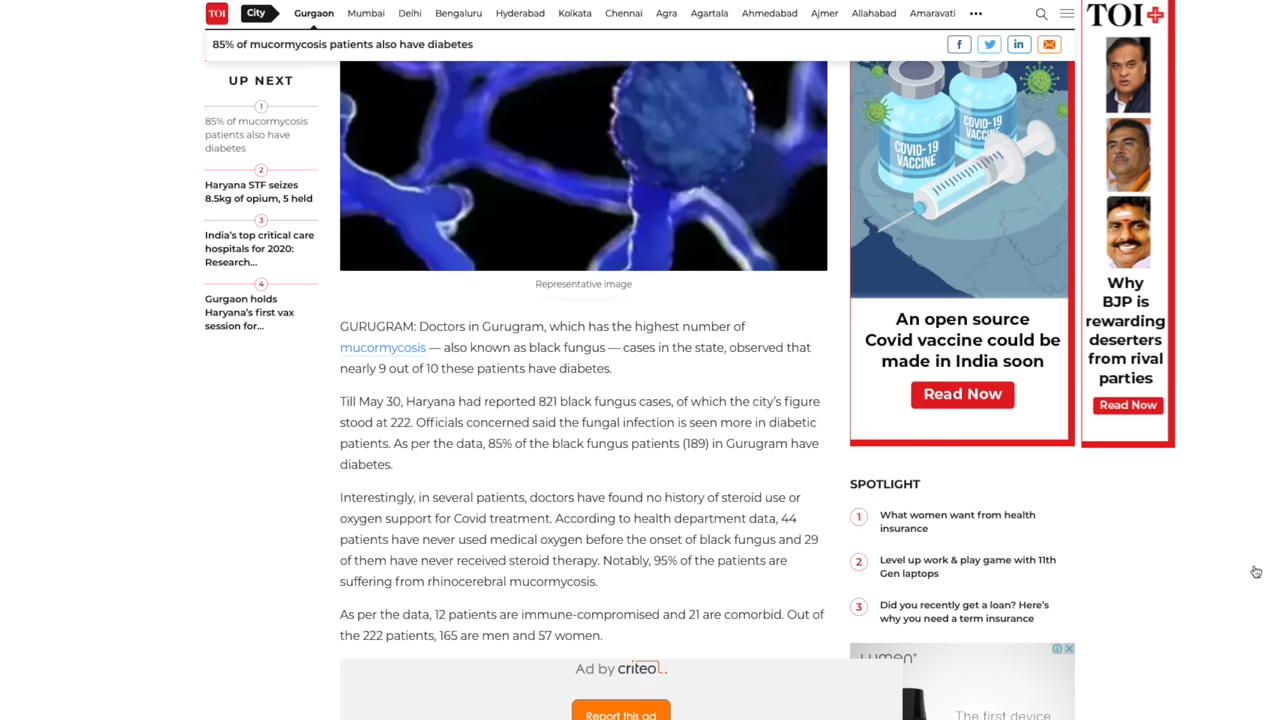 TOI
City
Gurgaon Mumbai Delhi Bengaluru Hyderabad Kolkata Chennai Agra Agartala Ahmedabad Ajmer Allahabad Amaravati •••
85% of mucormycosis patients also have diabetes
f
in
UP NEXT
1
85% of mucormycosis
patients also have
diabetes
2
Haryana STF seizes
8.5kg of opium, 5 held
3
India's top critical care
hospitals for 2020:
Research...
4
Gurgaon holds
Haryana's first vax
session for...
Representative image
GURUGRAM: Doctors in Gurugram, which has the highest number of
mucormycosis — also known as black fungus — cases in the state, observed that
nearly 9 out of 10 these patients have diabetes.
Till May 30, Haryana had reported 821 black fungus cases, of which the city's figure
stood at 222. Officials concerned said the fungal infection is seen more in diabetic
patients. As per the data, 85% of the black fungus patients (189) in Gurugram have
diabetes.
Interestingly, in several patients, doctors have found no history of steroid use or
oxygen support for Covid treatment. According to health department data, 44
patients have never used medical oxygen before the onset of black fungus and 29
of them have never received steroid therapy. Notably, 95% of the patients are
suffering from rhinocerebral mucormycosis.
As per the data, 12 patients are immune-compromised and 21 are comorbid. Out of
the 222 patients, 165 are men and 57 women.
Ad by criteo.
Report this ad
COVID-19
VACCINE
COVID-19
VACCINE
An open source
Covid vaccine could be
made in India soon
Read Now
SPOTLIGHT
1 What women want from health
insurance
2 Level up work & play game with 11th
Gen laptops
3 Did you recently get a loan? Here's
why you need a term insurance
The first device
TOI+
Why
BJP is
rewarding
deserters
from rival
parties
Read Now